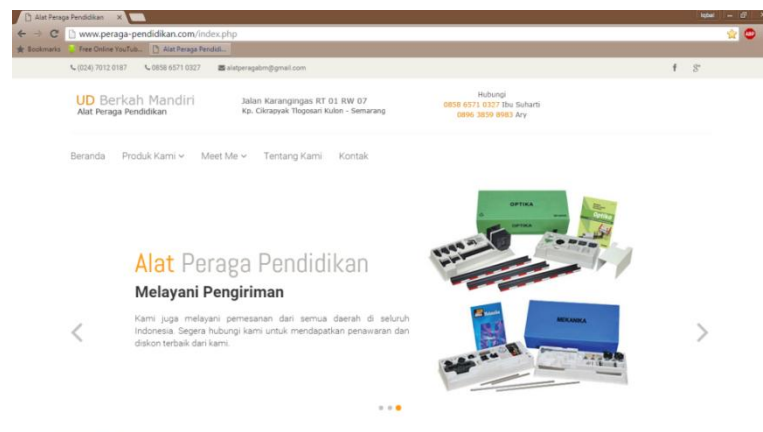 Alat Peraga Pendidikan
Iqbal
www.peraga-pendidikan.com/index.php
Bookmarks Free Online YouTub... Alat Peraga Pendidi...
(024) 7012 0187 0858 6571 0327 alatperagabm@gmail.com
UD Berkah Mandiri
Alat Peraga Pendidikan
Jalan Karangingas RT 01 RW 07
Kp. Cikrapyak Tlogosari Kulon - Semarang
Hubungi
0858 6571 0327 Ibu Suharti
0896 3859 0983 Ary
Beranda Produk Kami Meet Me Tentang Kami Kontak
Alat Peraga Pendidikan
Melayani Pengiriman
Kami juga melayani pemesanan dari semua daerah di seluruh
Indonesia. Segera hubungi kami untuk mendapatkan penawaran dan
diskon terbaik dari kami.
OPTIKA
OPTIKA
Optika
MEKANIKA